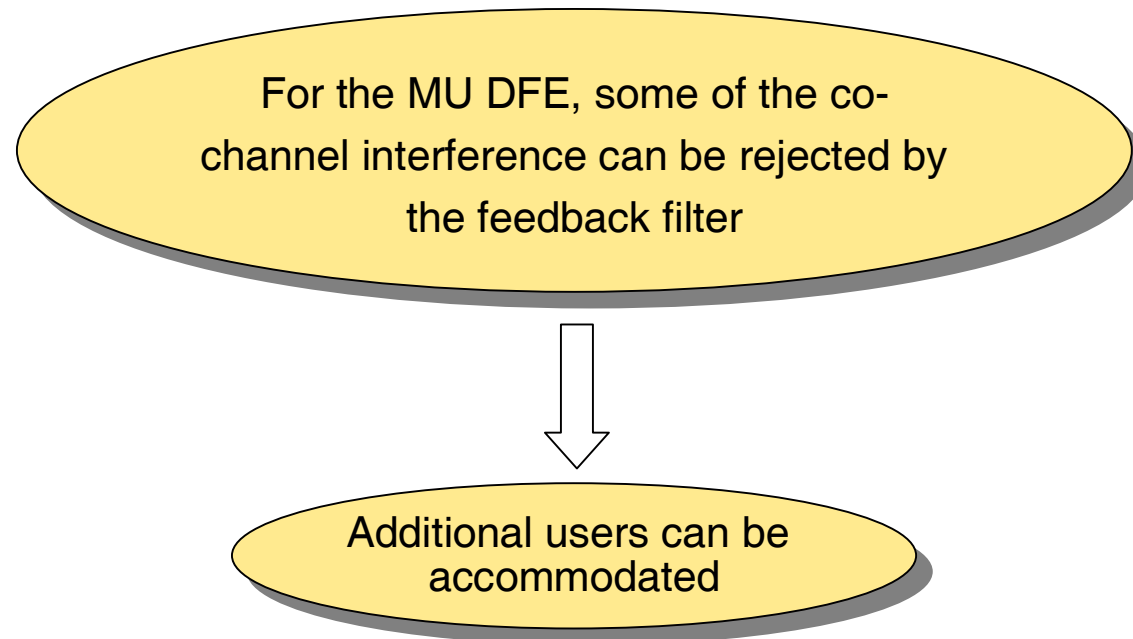 For the MU DFE, some of the co-
channel interference can be rejected by
the feedback filter
Additional users can be
accommodated